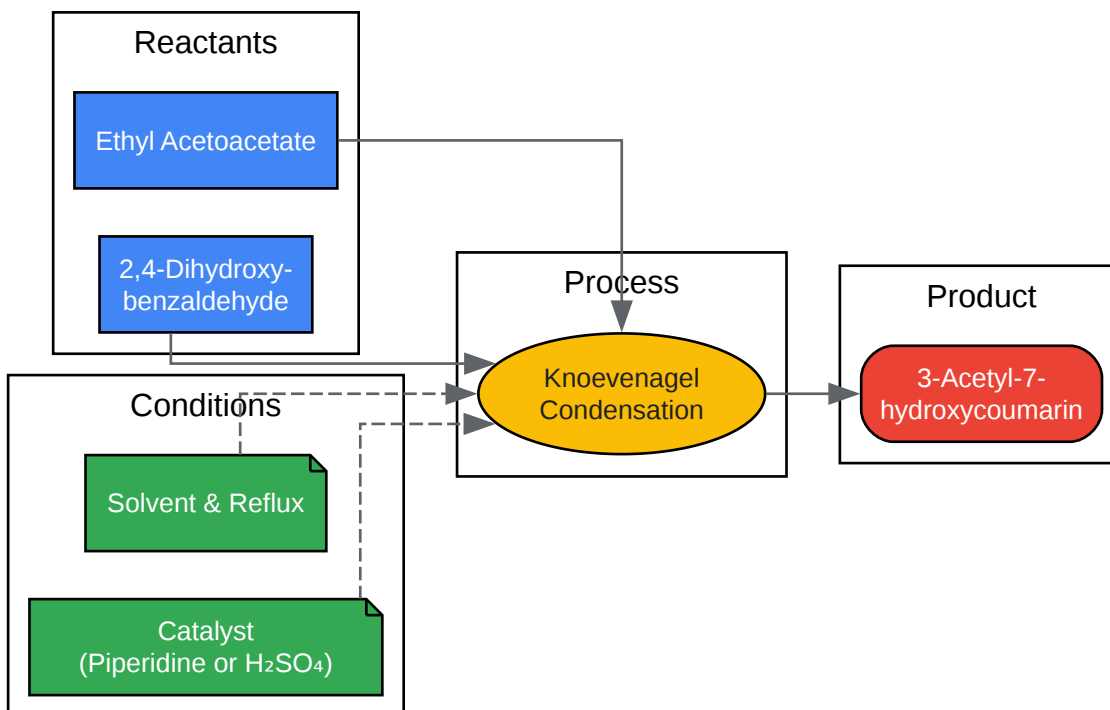 Reactants
Ethyl Acetoacetate
2,4-Dihydroxy-
benzaldehyde
Conditions
Solvent & Reflux
Catalyst
(Piperidine or H₂SO₄)
Process
Knoevenagel
Condensation
Product
3-Acetyl-7-
hydroxycoumarin